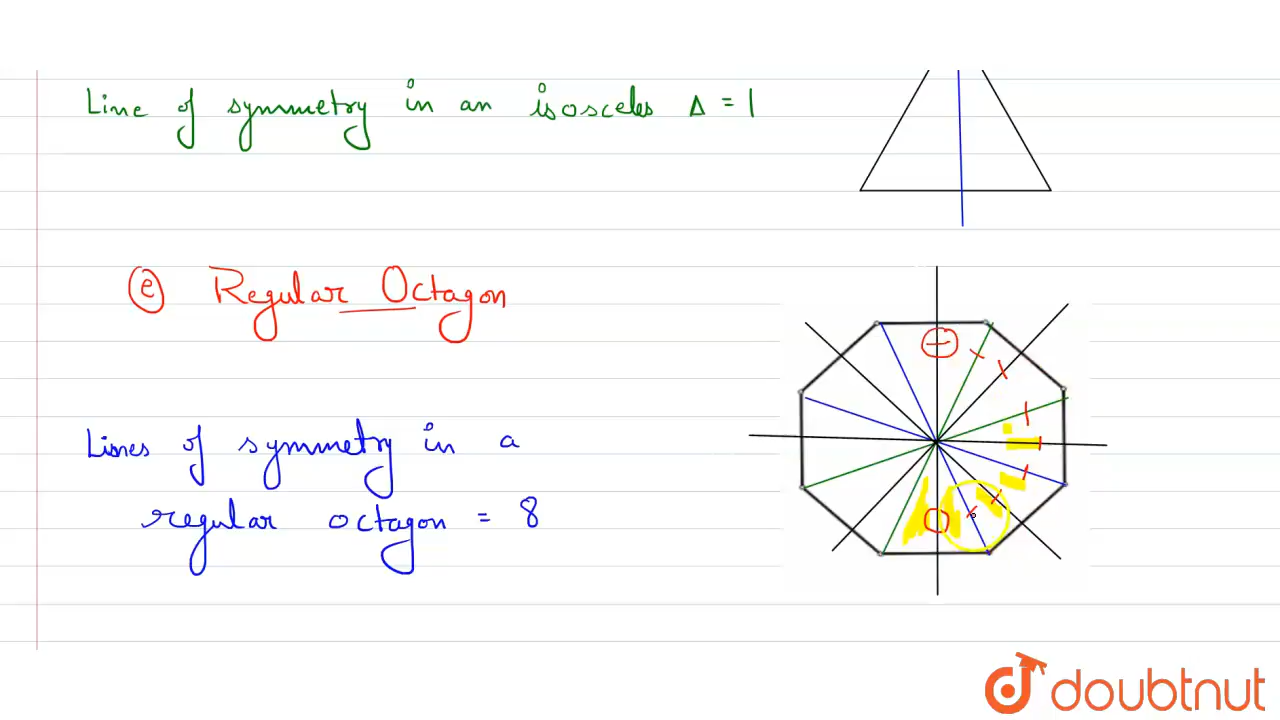 Line of symmetry in an isosceles Δ = 1
e Regular Octagon
Lines of symmetry in a
regular octagon = 8
doubtnut